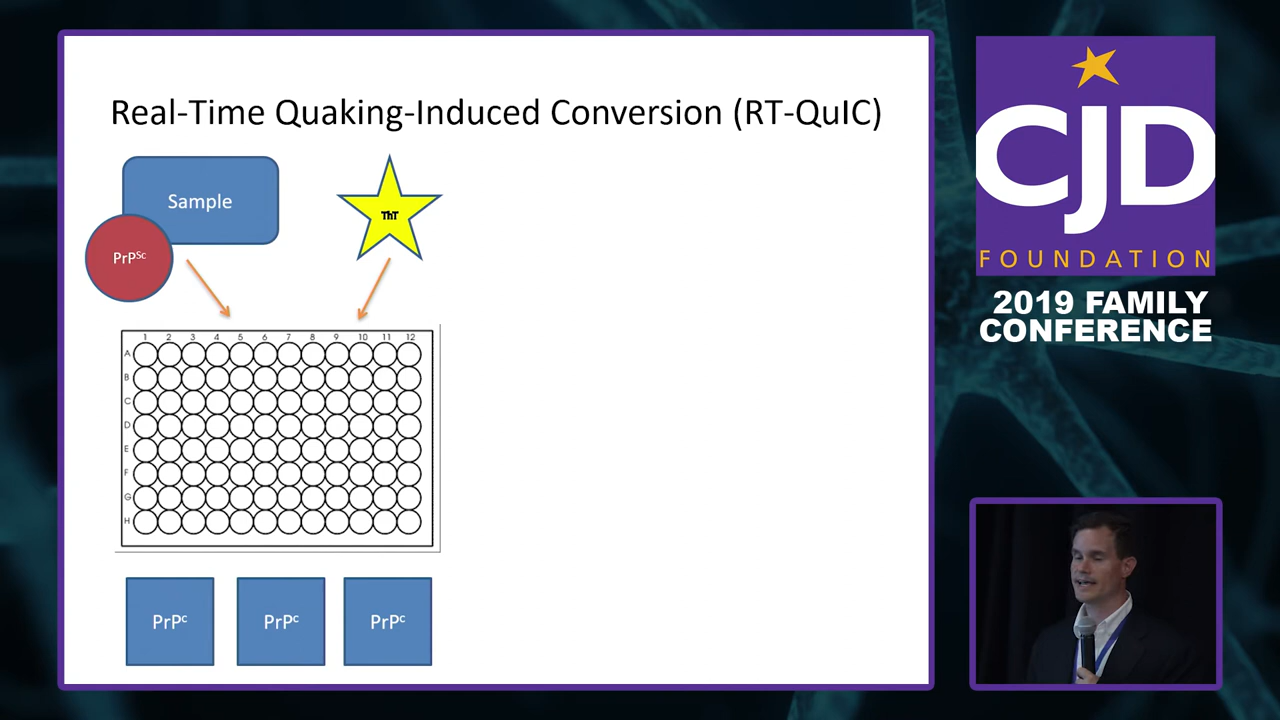 Real-Time Quaking-Induced Conversion (RT-QuIC)
Sample
ThT
PrPSc
1 2 3 4 5 6 7 8 9 10 11 12
A
B
C
D
E
F
G
H
PrPc PrPc PrPc
CJD
FOUNDATION
2019 FAMILY
CONFERENCE